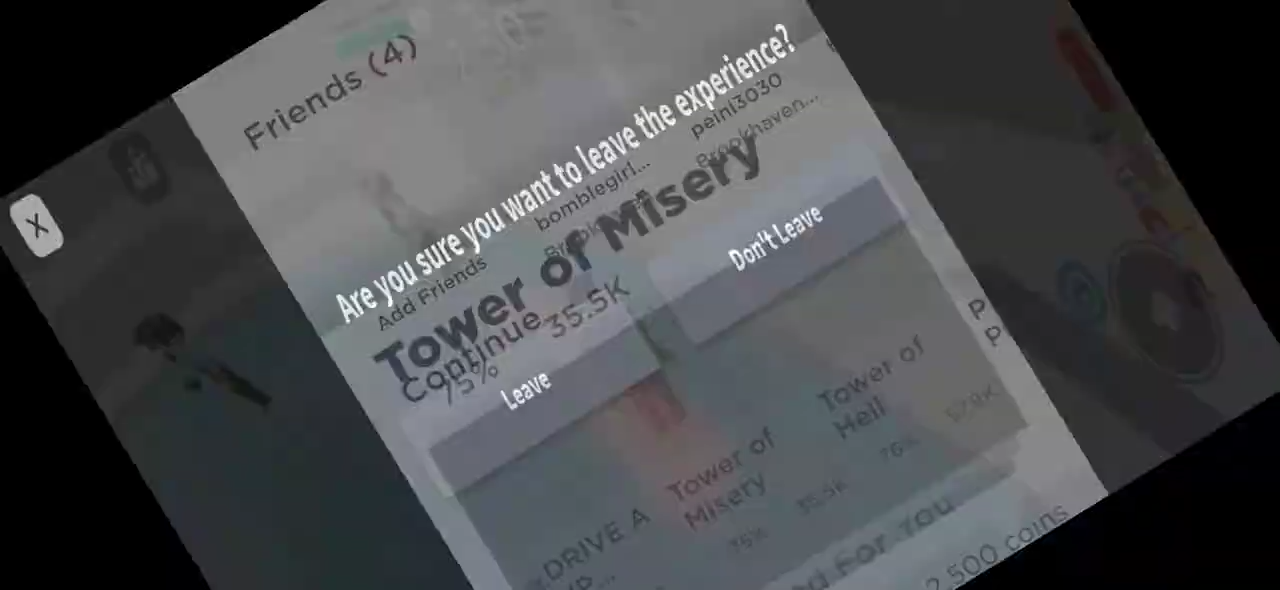 Friends (4)
Are you sure you want to leave the experience?
peini3030
Brookhaven...
bomblegirl...
Add Friends
Tower of Misery
Continue
75% 35.5K
Leave
Don't Leave
DRIVE A
Tower of
Misery
75% 35.5K
Tower of
Hell
76%
For You
2,500 coins